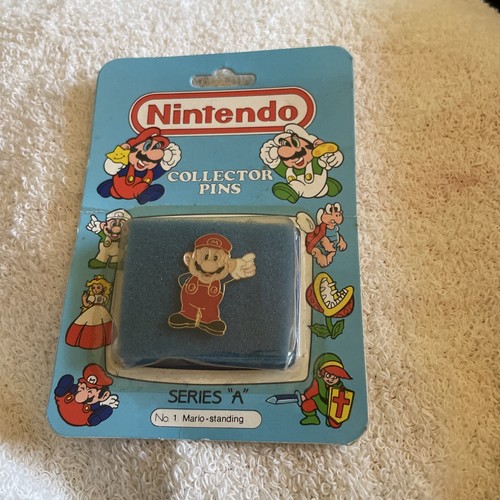 Nintendo
COLLECTOR
PINS
SERIES "A"
No. 1 Mario-standing